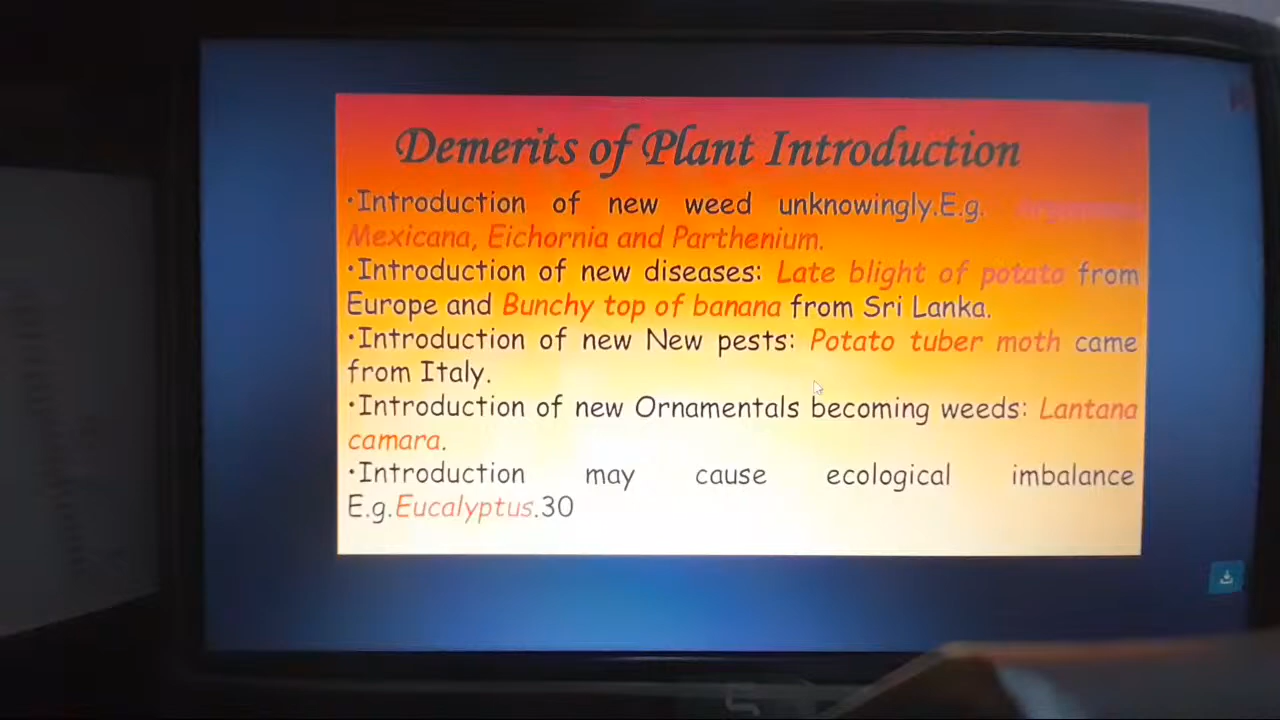 Demerits of Plant Introduction
•Introduction of new weed unknowingly.E.g.
Mexicana, Eichornia and Parthenium.
•Introduction of new diseases: Late blight of potato from
Europe and Bunchy top of banana from Sri Lanka.
•Introduction of new New pests: Potato tuber moth came
from Italy.
•Introduction of new Ornamentals becoming weeds: Lantana
camara.
•Introduction may cause ecological imbalance
E.g.Eucalyptus.30